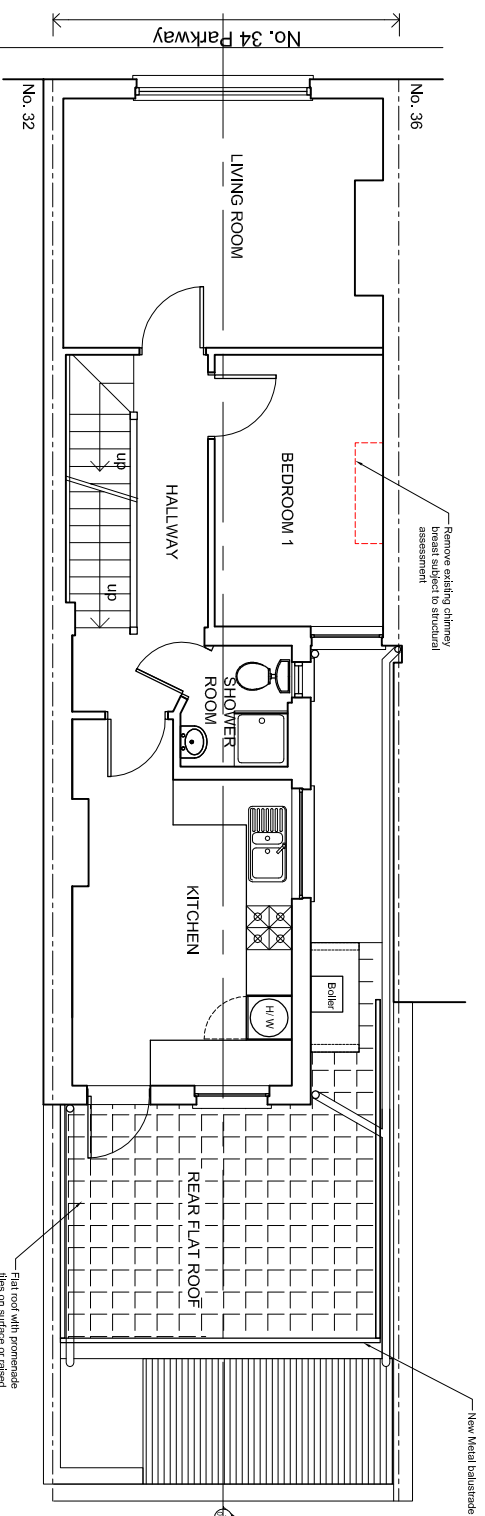 No. 34 Parkway
No. 36
No. 32
LIVING ROOM
BEDROOM 1
Remove existing chimney
breast subject to structural
assessment
HALLWAY
up
up
SHOWER
ROOM
KITCHEN
Boiler
H/ W
REAR FLAT ROOF
New Metal balustrade
Flat roof with promenade
tiles on surface or raised